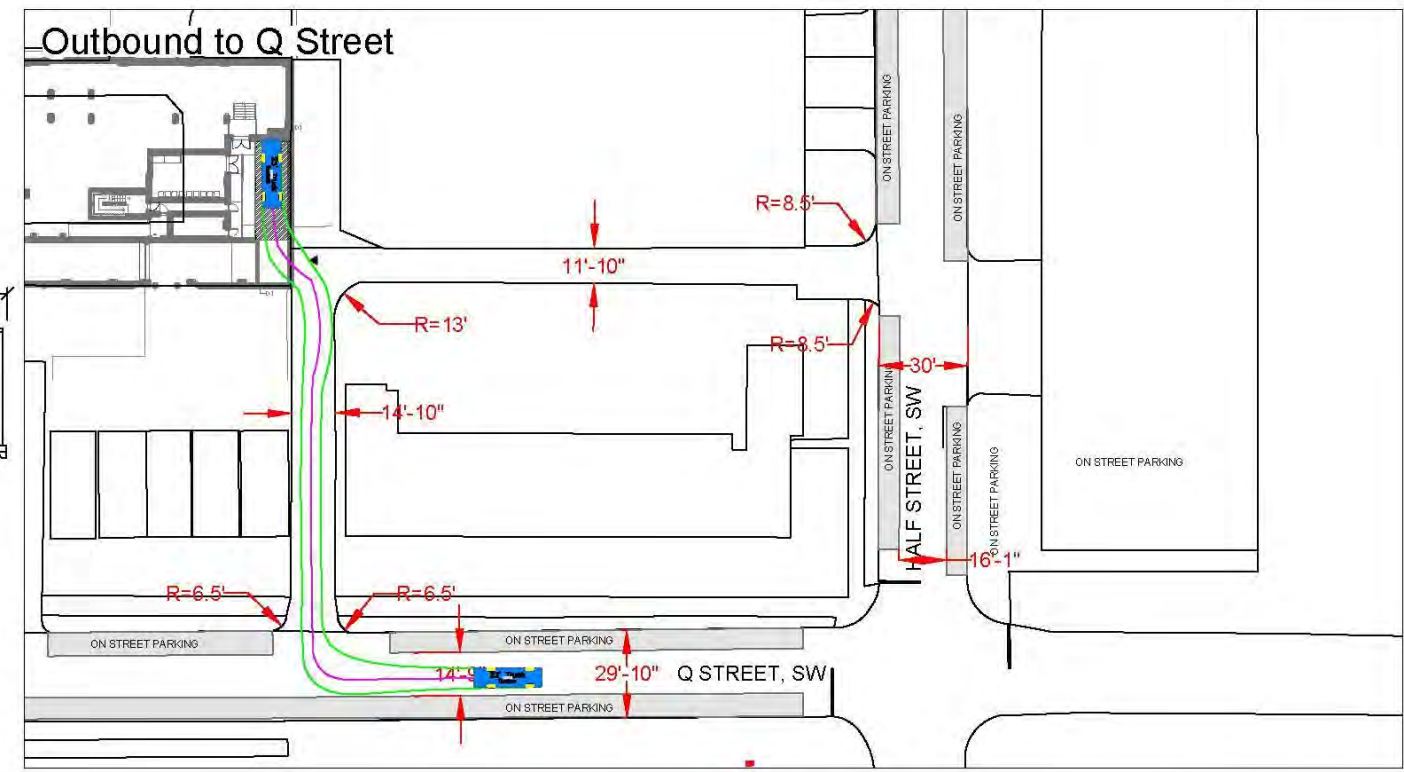 Outbound to Q Street
ON STREET PARKING
ON STREET PARKING
R=8.5'
11'-10"
R=13'
R=8.5'
30'
14'-10"
ON STREET PARKING
HALF STREET, SW
ON STREET PARKING
ON STREET PARKING
ON STREET PARKING
16'-1"
R=6.5'
R=6.5'
ON STREET PARKING
ON STREET PARKING
14'-9"
29'-10"
Q STREET, SW
ON STREET PARKING